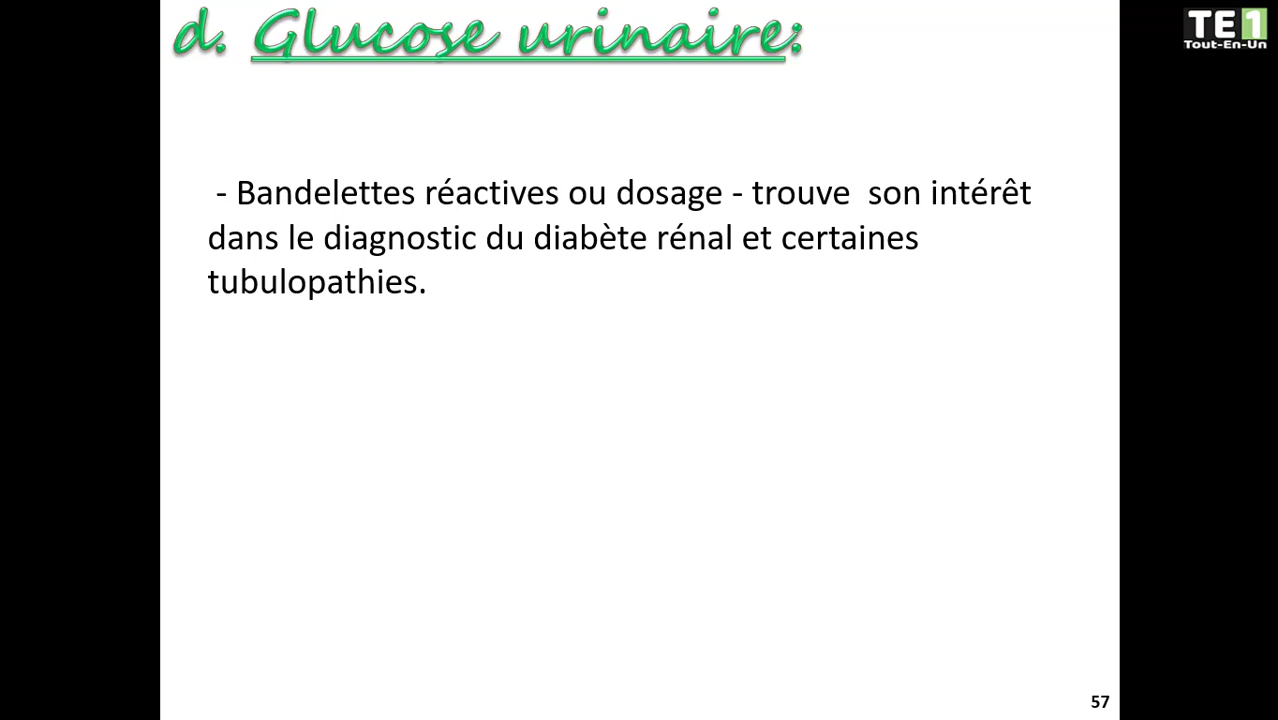 d. Glucose urinaire:
TE1
Tout-En-Un
- Bandelettes réactives ou dosage - trouve son intérêt
dans le diagnostic du diabète rénal et certaines
tubulopathies.
57